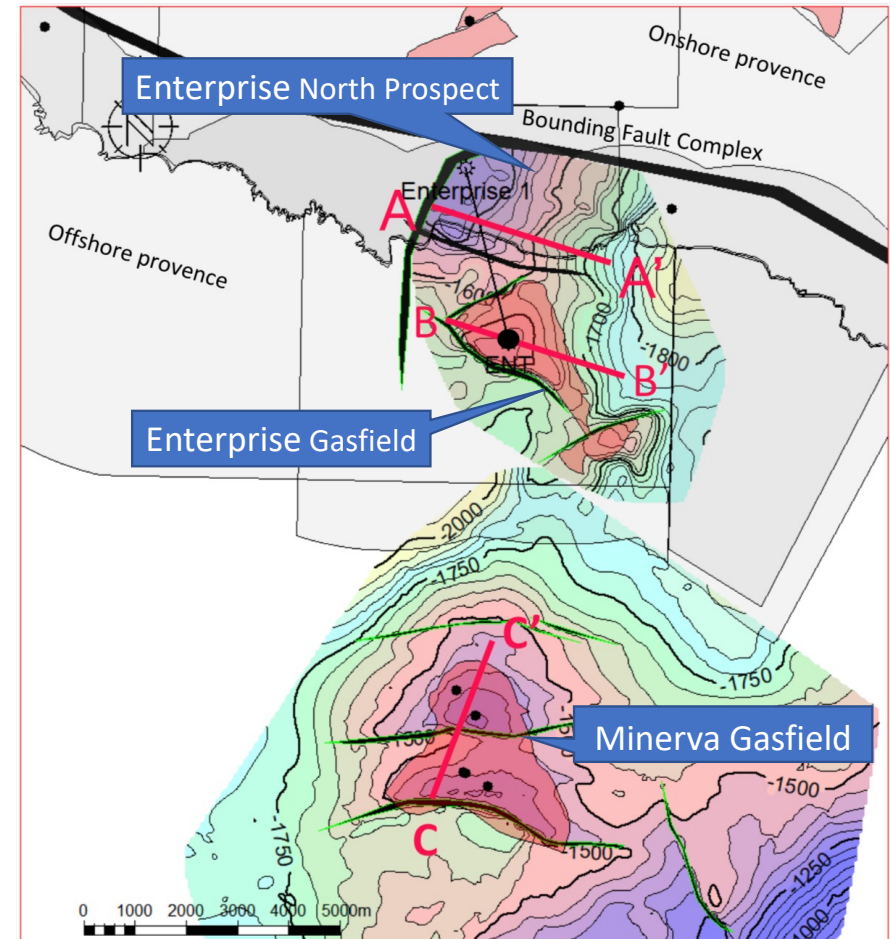 Onshore provence
Enterprise North Prospect
Bounding Fault Complex
N
Enterprise 1
A
Offshore provence
A'
-1600
-1700
B
-1800
ENT
B'
Enterprise Gasfield
-2000
-1750
C'
-1750
Minerva Gasfield
-1500
-1500
-1750
C
-1500
-1250
0 1000 2000 3000 4000 5000m